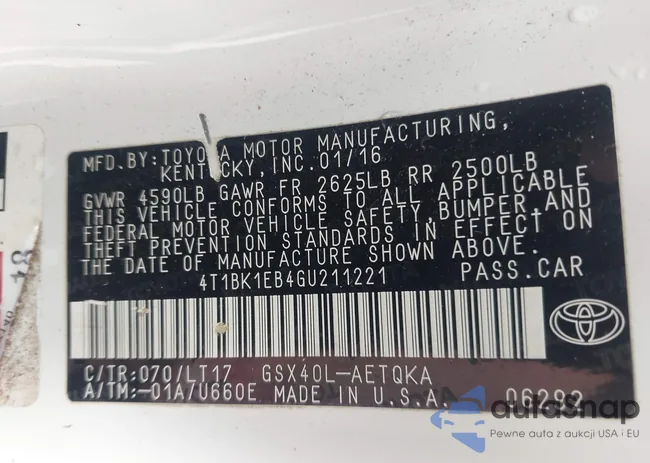 MFD.BY:TOYOTA MOTOR MANUFACTURING,
KENTUCKY,INC.01/16
GVWR 4590LB GAWR FR 2625LB RR 2500LB
THIS VEHICLE CONFORMS TO ALL APPLICABLE
FEDERAL MOTOR VEHICLE SAFETY,BUMPER,AND
THEFT PREVENTION STANDARDS IN EFFECT ON
THE DATE OF MANUFACTURE SHOWN ABOVE.
4T1BK1EB4GU211221 PASS.CAR
C/TR:070/LT17 GSX40L-AETQKA
A/TM:-01A/U660E MADE IN U.S.A. 06292
autoSnap
Pewne auta z aukcji USA i EU